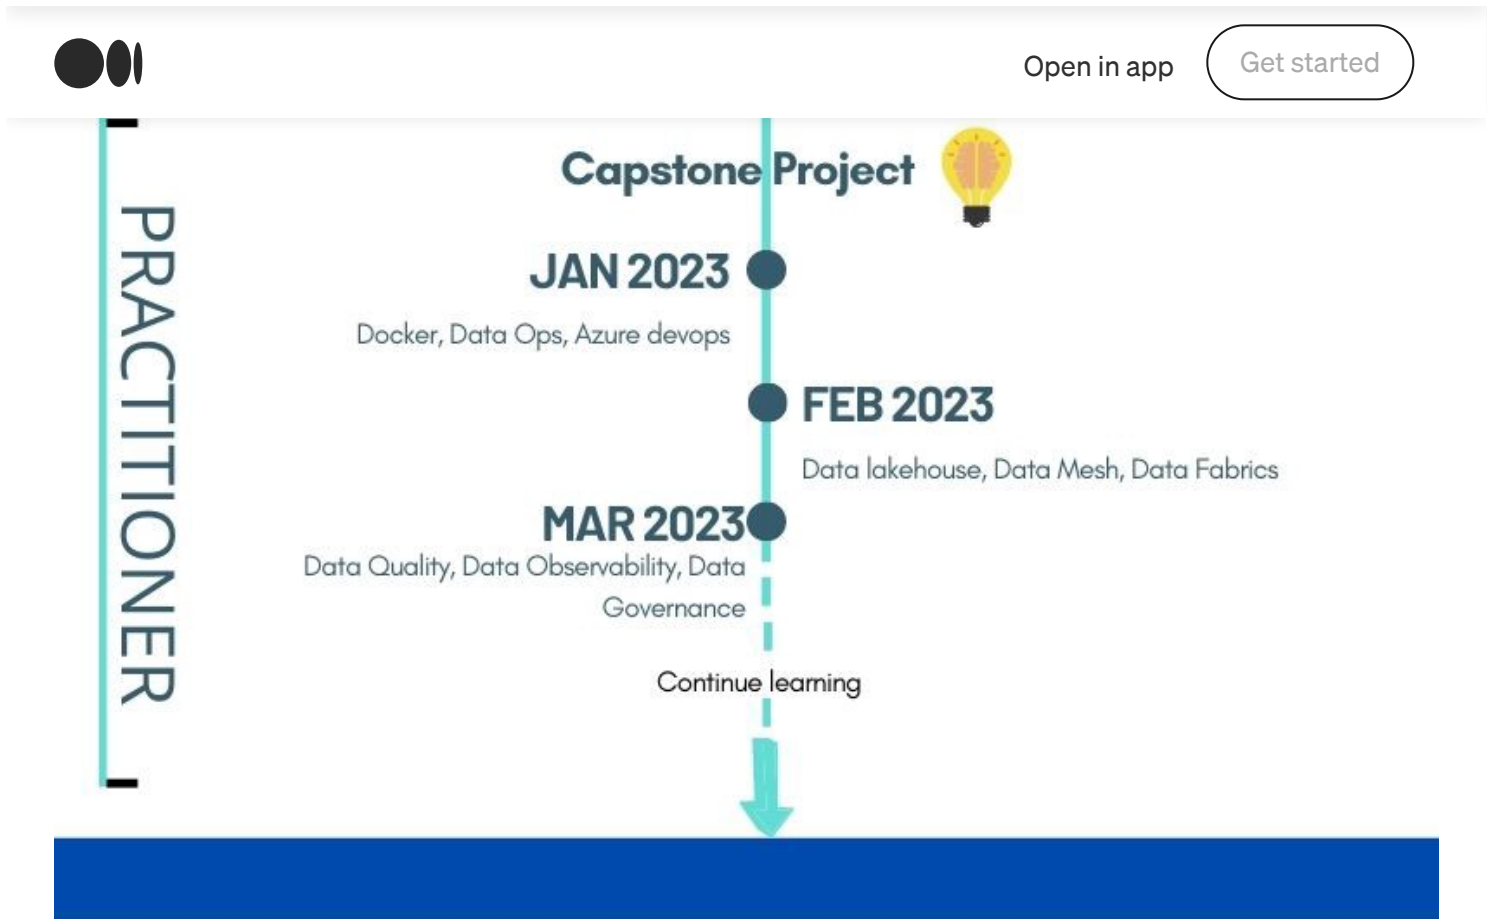 Open in app
Get started
PRACTITIONER
Capstone Project
JAN 2023
Docker, Data Ops, Azure devops
FEB 2023
Data lakehouse, Data Mesh, Data Fabrics
MAR 2023
Data Quality, Data Observability, Data
Governance
Continue learning